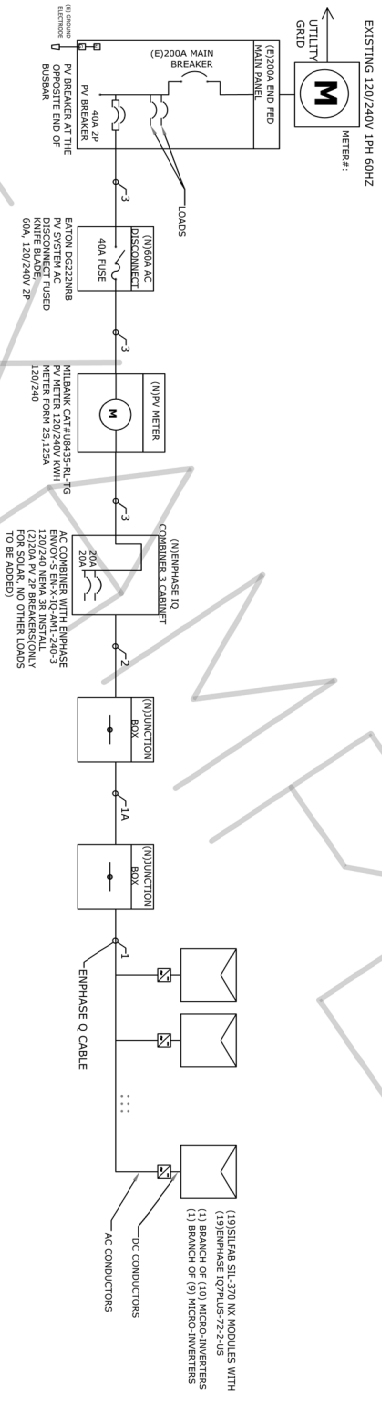 EXISTING 120/240V 1PH 60HZ
UTILITY
GRID
M
METER#:
(E)200A END FED
MAIN PANEL
(E)200A MAIN
BREAKER
LOADS
40A 2P
PV BREAKER
(E) GROUND
ELECTRODE
PV BREAKER AT THE
OPPOSITE END OF
BUSBAR
3
(N)60A AC
DISCONNECT
40A FUSE
EATON DG222NRB
PV SYSTEM AC
DISCONNECT FUSED
KNIFE BLADE,
60A, 120/240V 2P
3
(N)PV METER
M
MILBANK CAT#U8435-RL-TG
PV METER 120/240V KWH
METER FORM 2S,125A
120/240
3
(N)ENPHASE IQ
COMBINER 3 CABINET
20A
20A
AC COMBINER WITH ENPHASE
ENVOY-S EN-X-IQ-AM1-240-3
120/240 NEMA 3R INSTALL
(2)20A PV 2P BREAKERS(ONLY
FOR SOLAR, NO OTHER LOADS
TO BE ADDED)
2
(N)JUNCTION
BOX
1A
(N)JUNCTION
BOX
1
ENPHASE Q CABLE
DC CONDUCTORS
AC CONDUCTORS
(19)SILFAB SIL-370 NX MODULES WITH
(19)ENPHASE IQ7PLUS-72-2-US
(1) BRANCH OF (10) MICRO-INVERTERS
(1) BRANCH OF (9) MICRO-INVERTERS